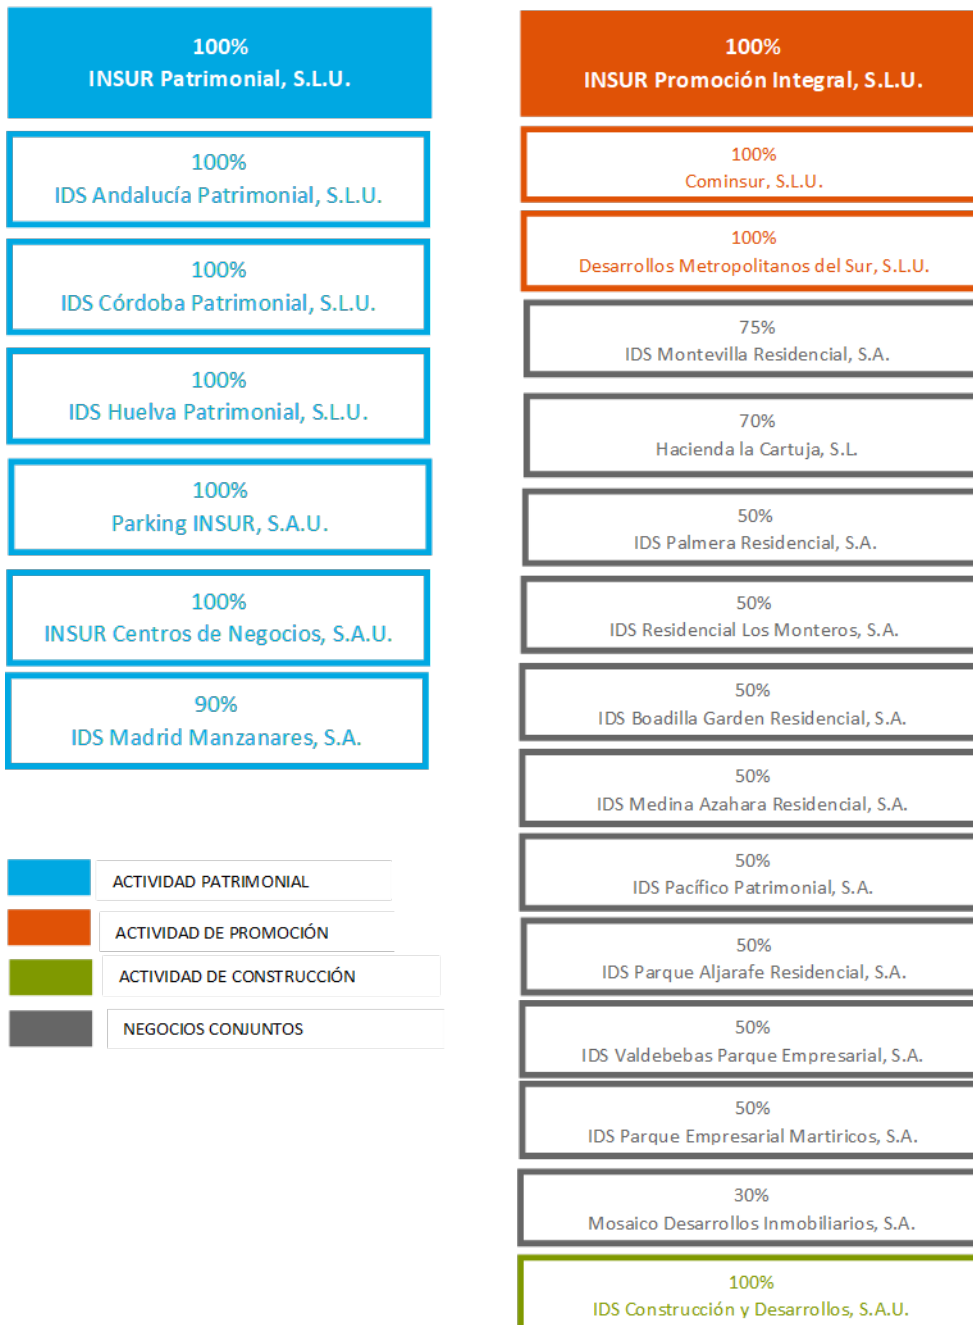 100%
INSUR Patrimonial, S.L.U.
100%
IDS Andalucía Patrimonial, S.L.U.
100%
IDS Córdoba Patrimonial, S.L.U.
100%
IDS Huelva Patrimonial, S.L.U.
100%
Parking INSUR, S.A.U.
100%
INSUR Centros de Negocios, S.A.U.
90%
IDS Madrid Manzanares, S.A.
ACTIVIDAD PATRIMONIAL
ACTIVIDAD DE PROMOCIÓN
ACTIVIDAD DE CONSTRUCCIÓN
NEGOCIOS CONJUNTOS
100%
INSUR Promoción Integral, S.L.U.
100%
Cominsur, S.L.U.
100%
Desarrollos Metropolitanos del Sur, S.L.U.
75%
IDS Montevilla Residencial, S.A.
70%
Hacienda la Cartuja, S.L.
50%
IDS Palmera Residencial, S.A.
50%
IDS Residencial Los Monteros, S.A.
50%
IDS Boadilla Garden Residencial, S.A.
50%
IDS Medina Azahara Residencial, S.A.
50%
IDS Pacífico Patrimonial, S.A.
50%
IDS Parque Aljarafe Residencial, S.A.
50%
IDS Valdebebas Parque Empresarial, S.A.
50%
IDS Parque Empresarial Martiricos, S.A.
30%
Mosaico Desarrollos Inmobiliarios, S.A.
100%
IDS Construcción y Desarrollos, S.A.U.